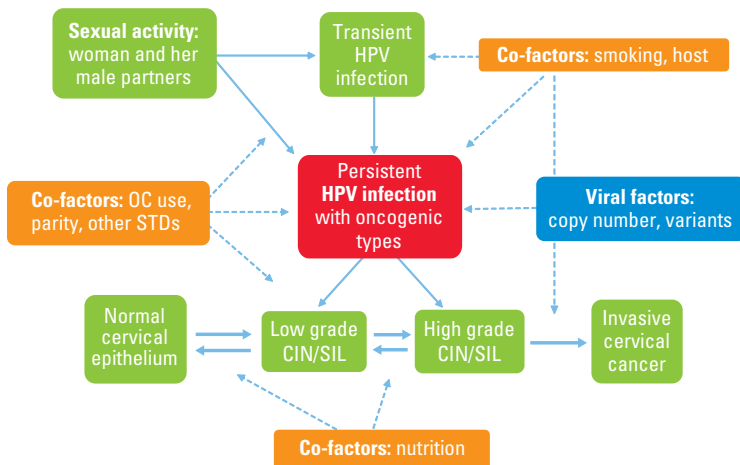 Sexual activity:
woman and her
male partners
Transient
HPV
infection
Co-factors: smoking, host
Persistent
HPV infection
with oncogenic
types
Co-factors: OC use,
parity, other STDs
Viral factors:
copy number, variants
Normal
cervical
epithelium
Low grade
CIN/SIL
High grade
CIN/SIL
Invasive
cervical
cancer
Co-factors: nutrition